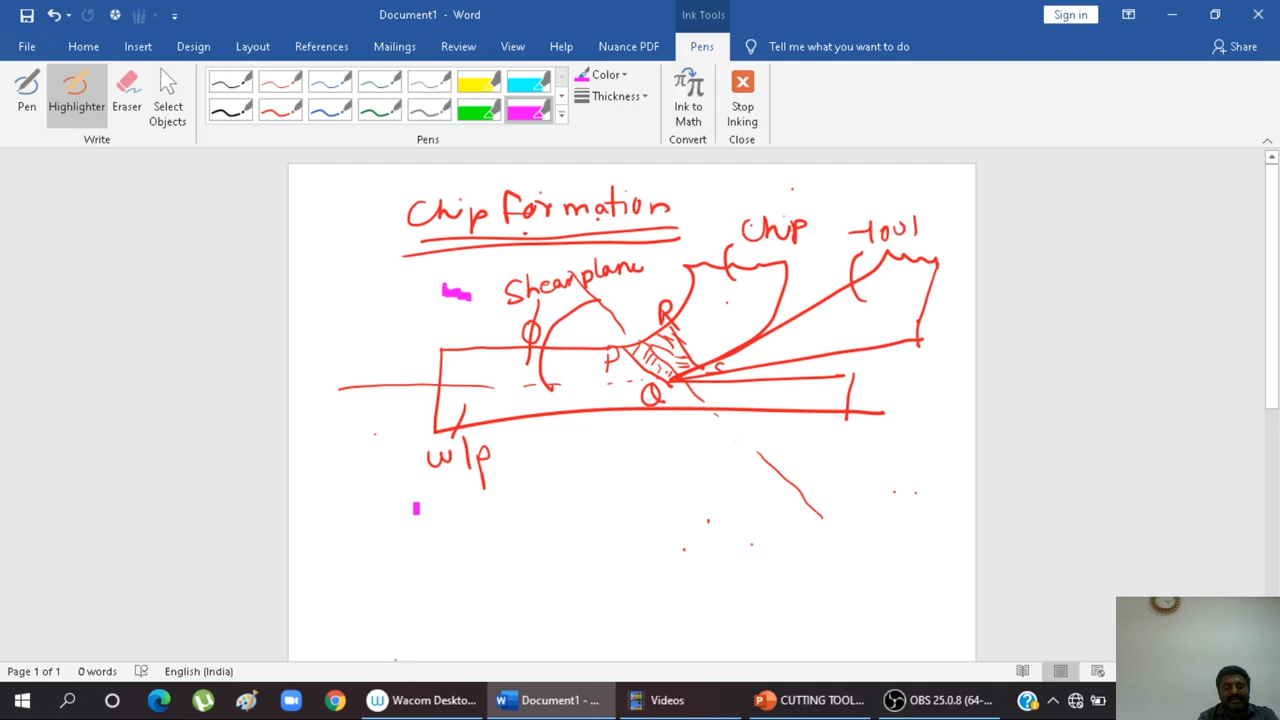 Document1 - Word
Ink Tools
Sign in
File Home Insert Design Layout References Mailings Review View Help Nuance PDF Pens Tell me what you want to do Share
Pen Highlighter Eraser Select Objects
Color
Thickness
Ink to Math
Stop Inking
Write Pens Convert Close
Chip formation
Chip
Tool
Shear plane
R
Φ
P
S
Q
w/p
Page 1 of 1 0 words English (India)
Wacom Deskto... Document1 - ... Videos CUTTING TOOL... OBS 25.0.8 (64-...